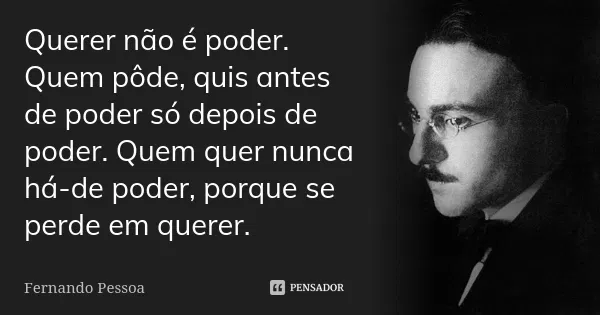 Querer não é poder.
Quem pôde, quis antes
de poder só depois de
poder. Quem quer nunca
há-de poder, porque se
perde em querer.
Fernando Pessoa
PENSADOR